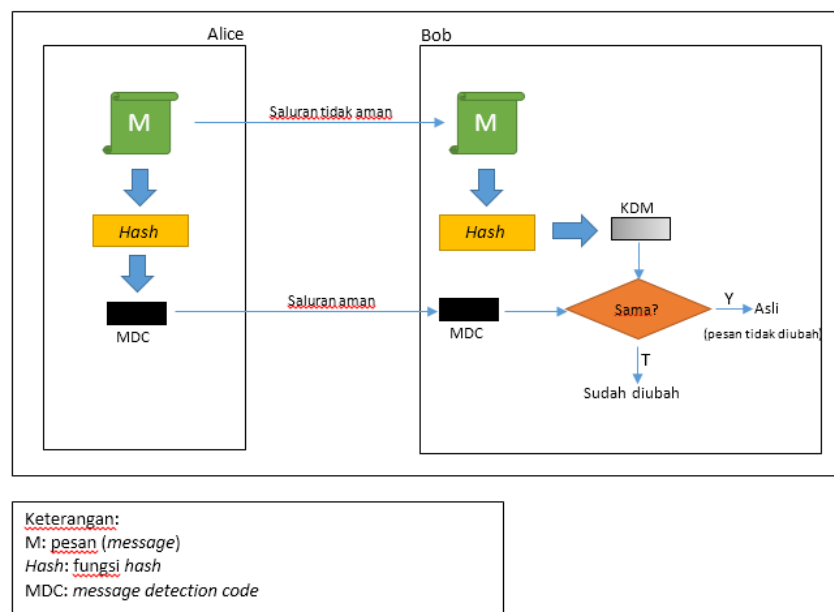 Alice
Bob
M
Saluran tidak aman
M
Hash
Hash
KDM
MDC
Saluran aman
MDC
Sama?
Y
Asli
(pesan tidak diubah)
T
Sudah diubah
Keterangan:
M: pesan (message)
Hash: fungsi hash
MDC: message detection code